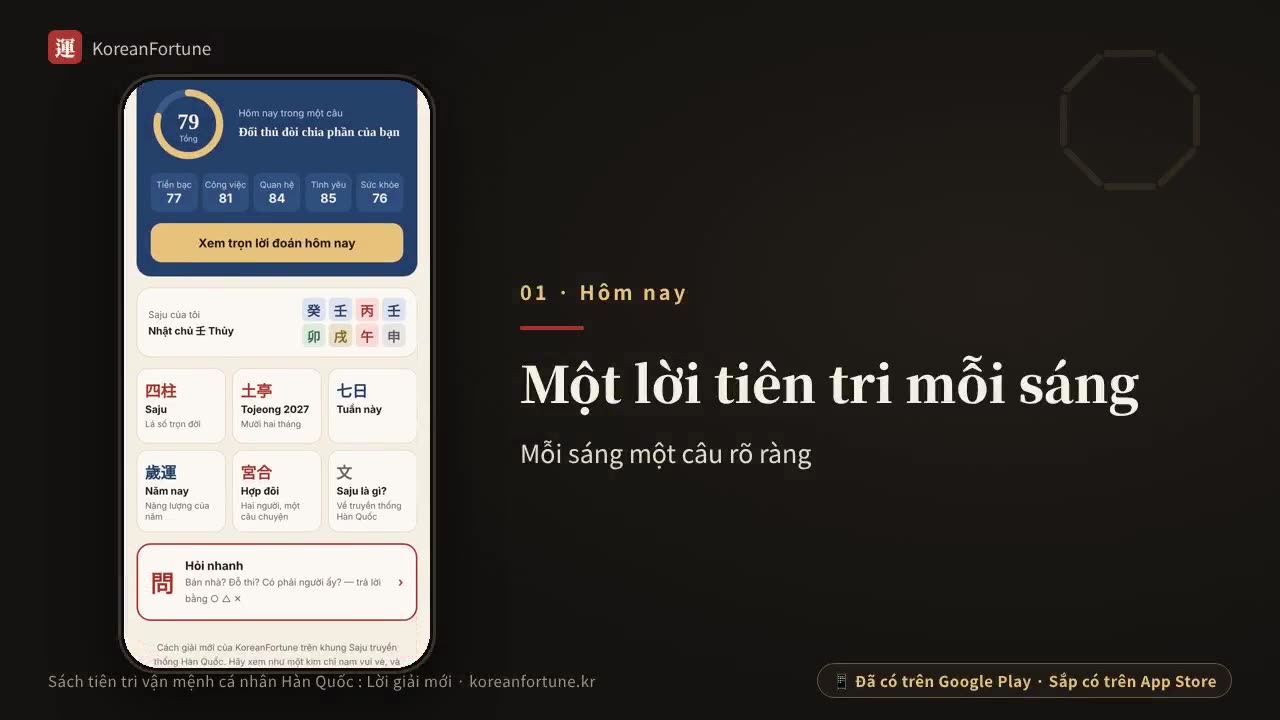 運 KoreanFortune
79
Tổng
Hôm nay trong một câu
Đối thủ đòi chia phần của bạn
Tiền bạc Công việc Quan hệ Tình yêu Sức khỏe
77 81 84 85 76
Xem trọn lời đoán hôm nay
Saju của tôi
Nhật chủ 壬 Thủy
癸 壬 丙 壬
卯 戌 午 申
四柱
Saju
Lá số trọn đời
土亭
Tojeong 2027
Mười hai tháng
七日
Tuần này
歲運
Năm nay
Năng lượng của
năm
宮合
Hợp đôi
Hai người, một
câu chuyện
文
Saju là gì?
Về truyền thống
Hàn Quốc
問
Hỏi nhanh
Bán nhà? Đỗ thi? Có phải người ấy? — trả lời
bằng ○ △ ×
›
Cách giải mới của KoreanFortune trên khung Saju truyền
thống Hàn Quốc. Hãy xem như một kim chỉ nam vui vẻ, và
01 · Hôm nay
Một lời tiên tri mỗi sáng
Mỗi sáng một câu rõ ràng
Sách tiên tri vận mệnh cá nhân Hàn Quốc : Lời giải mới · koreanfortune.kr
📱 Đã có trên Google Play · Sắp có trên App Store